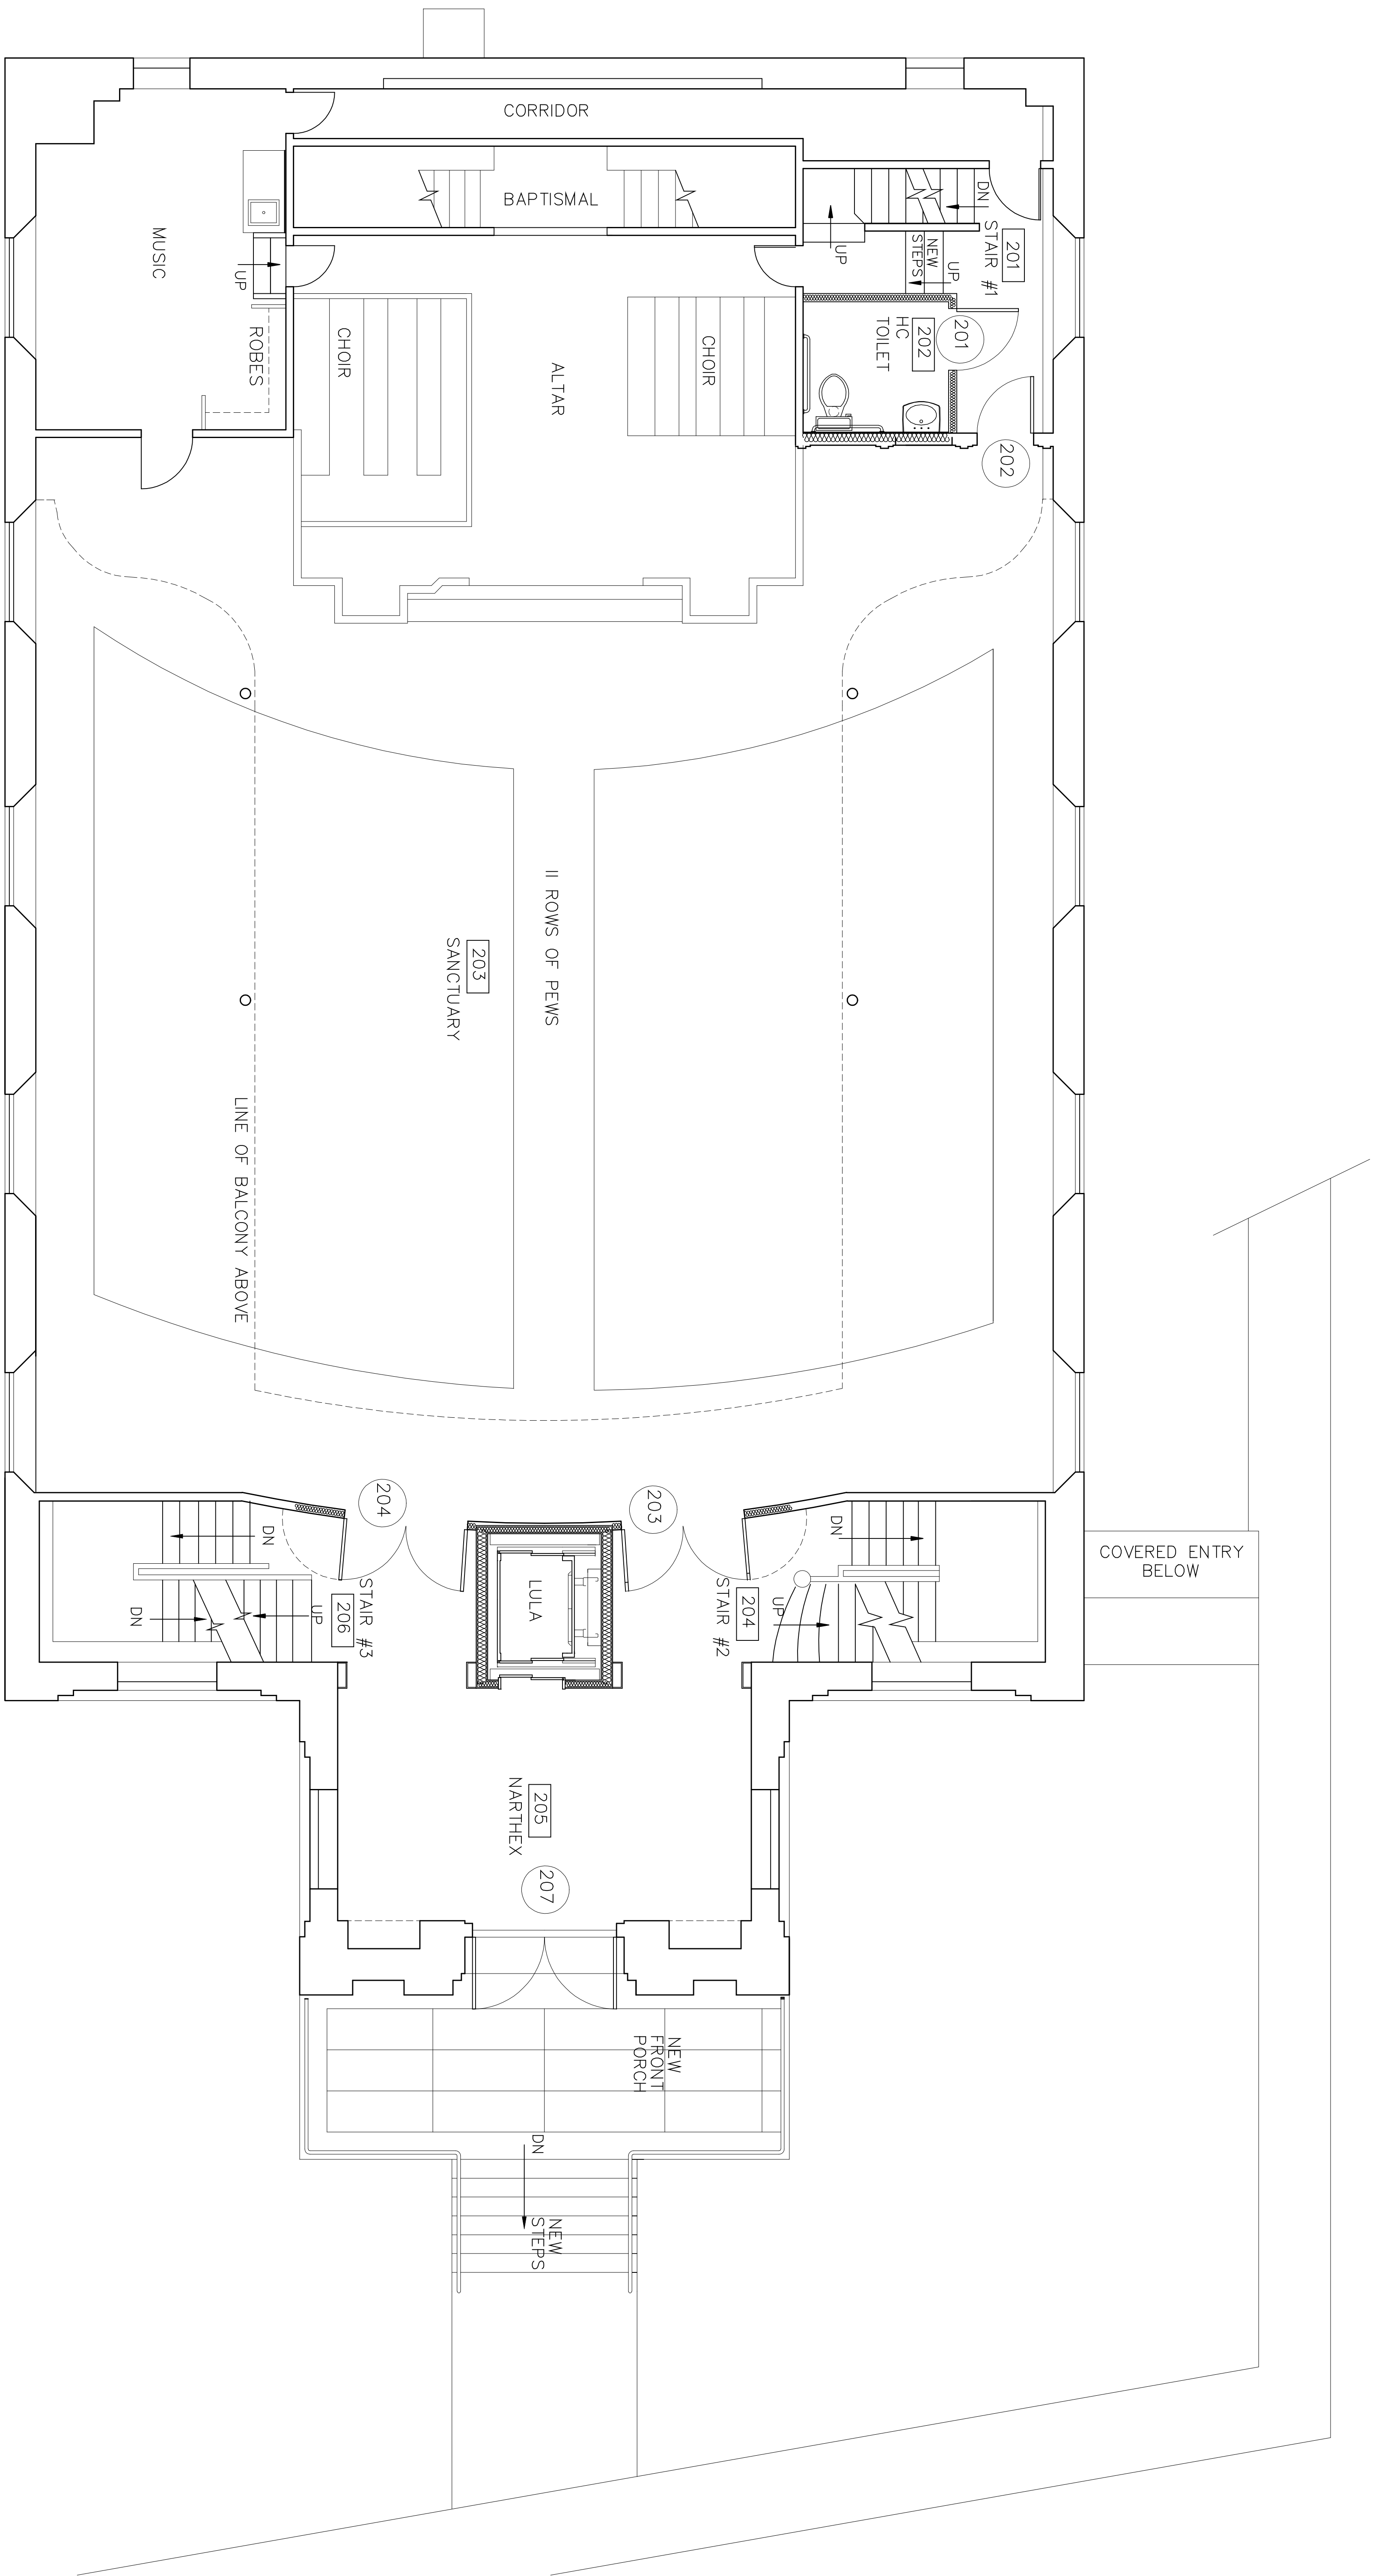 CORRIDOR
BAPTISMAL
DN
201
STAIR #1
UP
NEW
STEPS
UP
MUSIC
UP
ROBES
201
202
HC
TOILET
202
CHOIR
CHOIR
ALTAR
II ROWS OF PEWS
203
SANCTUARY
LINE OF BALCONY ABOVE
COVERED ENTRY
BELOW
204
203
DN
DN
LULA
204
STAIR #2
UP
206
STAIR #3
UP
DN
205
NARTHEX
207
NEW
FRONT
PORCH
DN
NEW
STEPS